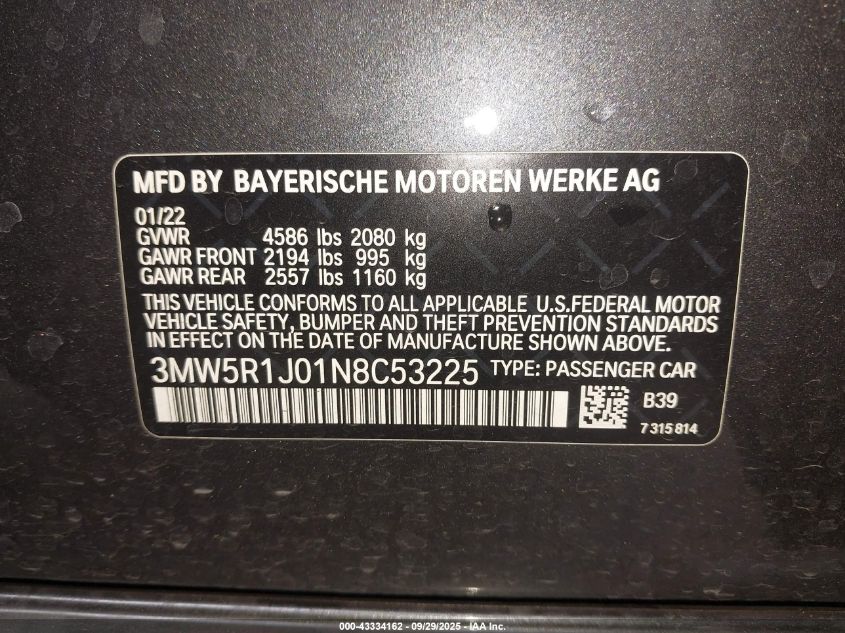 MFD BY BAYERISCHE MOTOREN WERKE AG
01/22
GVWR 4586 lbs 2080 kg
GAWR FRONT 2194 lbs 995 kg
GAWR REAR 2557 lbs 1160 kg
THIS VEHICLE CONFORMS TO ALL APPLICABLE U.S.FEDERAL MOTOR
VEHICLE SAFETY, BUMPER AND THEFT PREVENTION STANDARDS
IN EFFECT ON THE DATE OF MANUFACTURE SHOWN ABOVE.
3MW5R1J01N8C53225 TYPE: PASSENGER CAR
B39
7 315 814
000-43334162 - 09/29/2025 - IAA Inc.